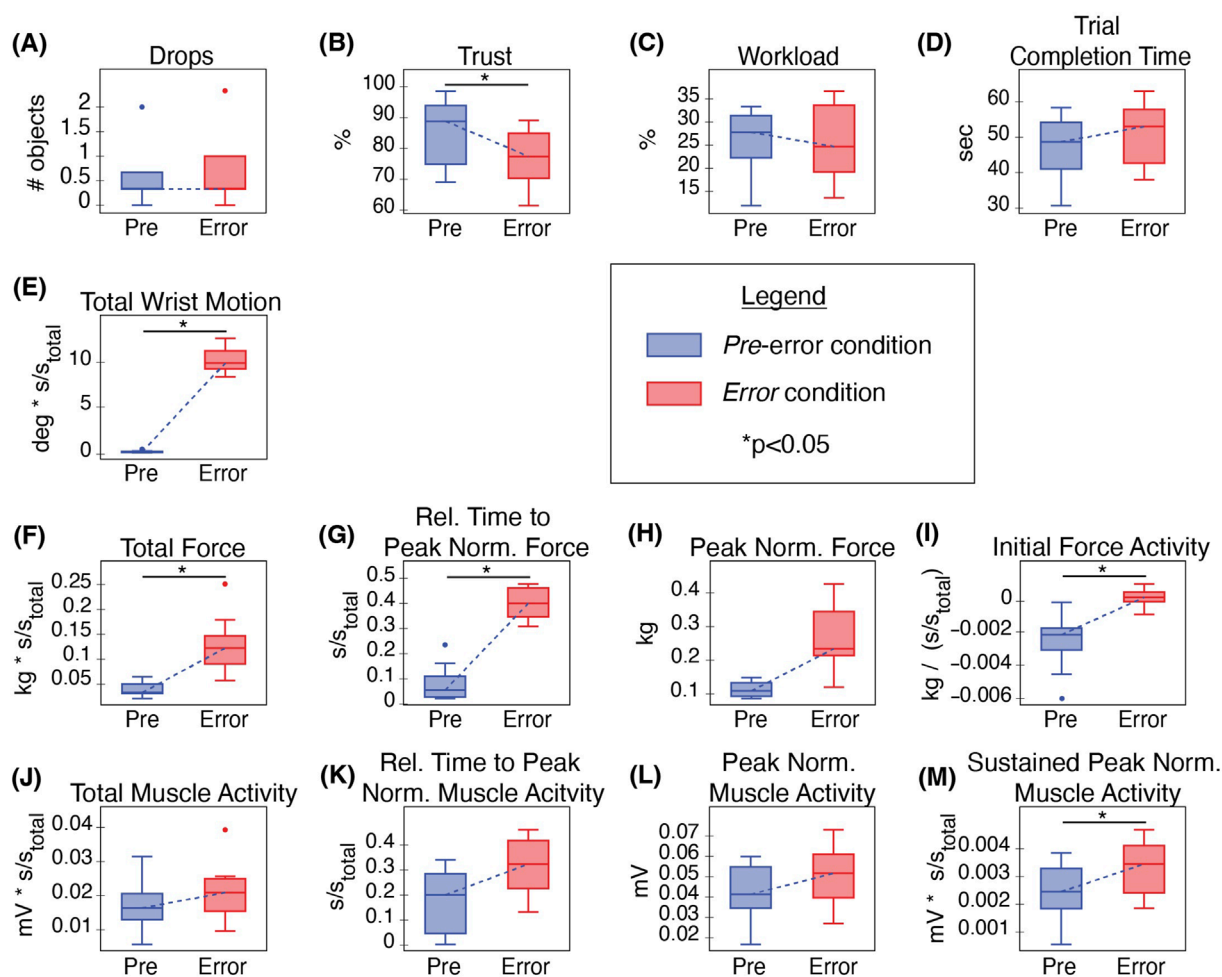 (A)
Drops
# objects
2
1.5
1
0.5
0
Pre
Error
(B)
Trust
%
100
90
80
70
60
*
Pre
Error
(C)
Workload
%
35
30
25
20
15
Pre
Error
(D)
Trial
Completion Time
sec
60
50
40
30
Pre
Error
(E)
Total Wrist Motion
deg * s/s_total
10
5
0
*
Pre
Error
Legend
Pre-error condition
Error condition
*p<0.05
(F)
Total Force
kg * s/s_total
0.25
0.2
0.15
0.1
0.05
*
Pre
Error
(G)
Rel. Time to
Peak Norm. Force
s/s_total
0.5
0.4
0.3
0.2
0.1
0
*
Pre
Error
(H)
Peak Norm. Force
kg
0.4
0.3
0.2
0.1
Pre
Error
(I)
Initial Force Activity
kg / (s/s_total)
0
−0.002
−0.004
−0.006
*
Pre
Error
(J)
Total Muscle Activity
mV * s/s_total
0.04
0.03
0.02
0.01
Pre
Error
(K)
Rel. Time to Peak
Norm. Muscle Acitvity
s/s_total
0.4
0.3
0.2
0.1
0
Pre
Error
(L)
Peak Norm.
Muscle Activity
mV
0.07
0.06
0.05
0.04
0.03
0.02
Pre
Error
(M)
Sustained Peak Norm.
Muscle Activity
mV * s/s_total
0.004
0.003
0.002
0.001
*
Pre
Error